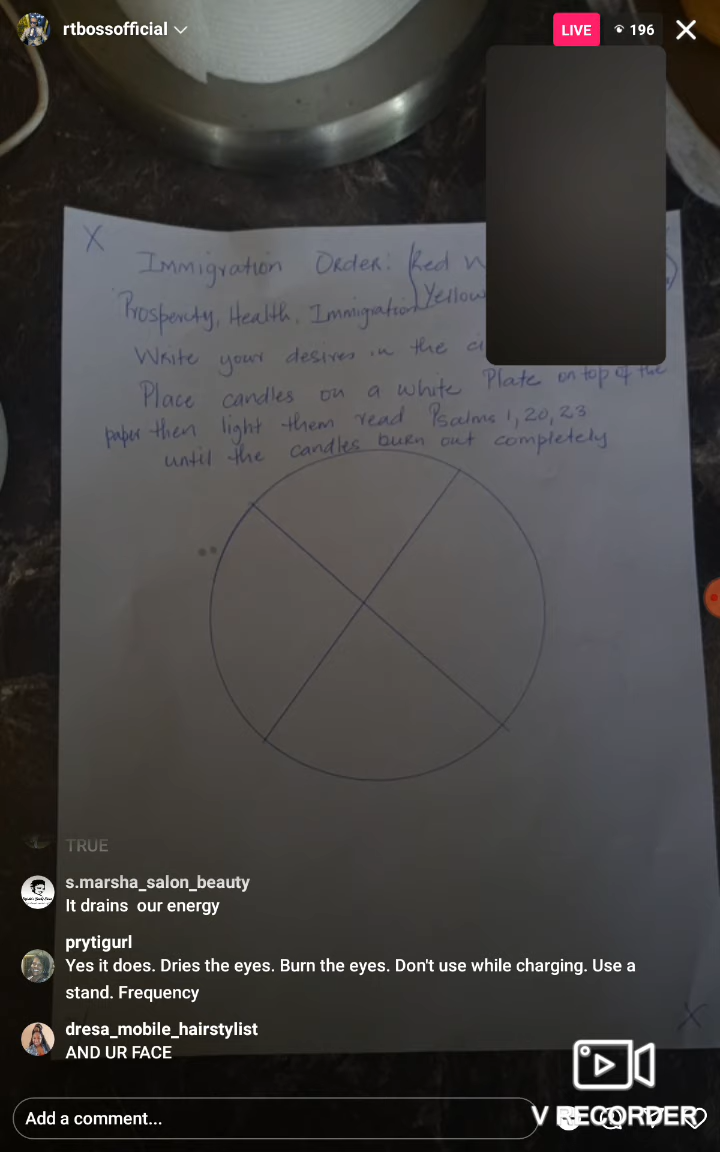 rtbossofficial
LIVE
196
X
Immigration Order: (Red
Prosperity, Health, Immigration (Yellow
Write your desires in the
Place candles on a white Plate on top of the
paper then light them read Psalms 1, 20, 23
until the candles burn out completely
X
TRUE
s.marsha_salon_beauty
It drains our energy
prytigurl
Yes it does. Dries the eyes. Burn the eyes. Don't use while charging. Use a
stand. Frequency
dresa_mobile_hairstylist
AND UR FACE
Add a comment...
V RECORDER